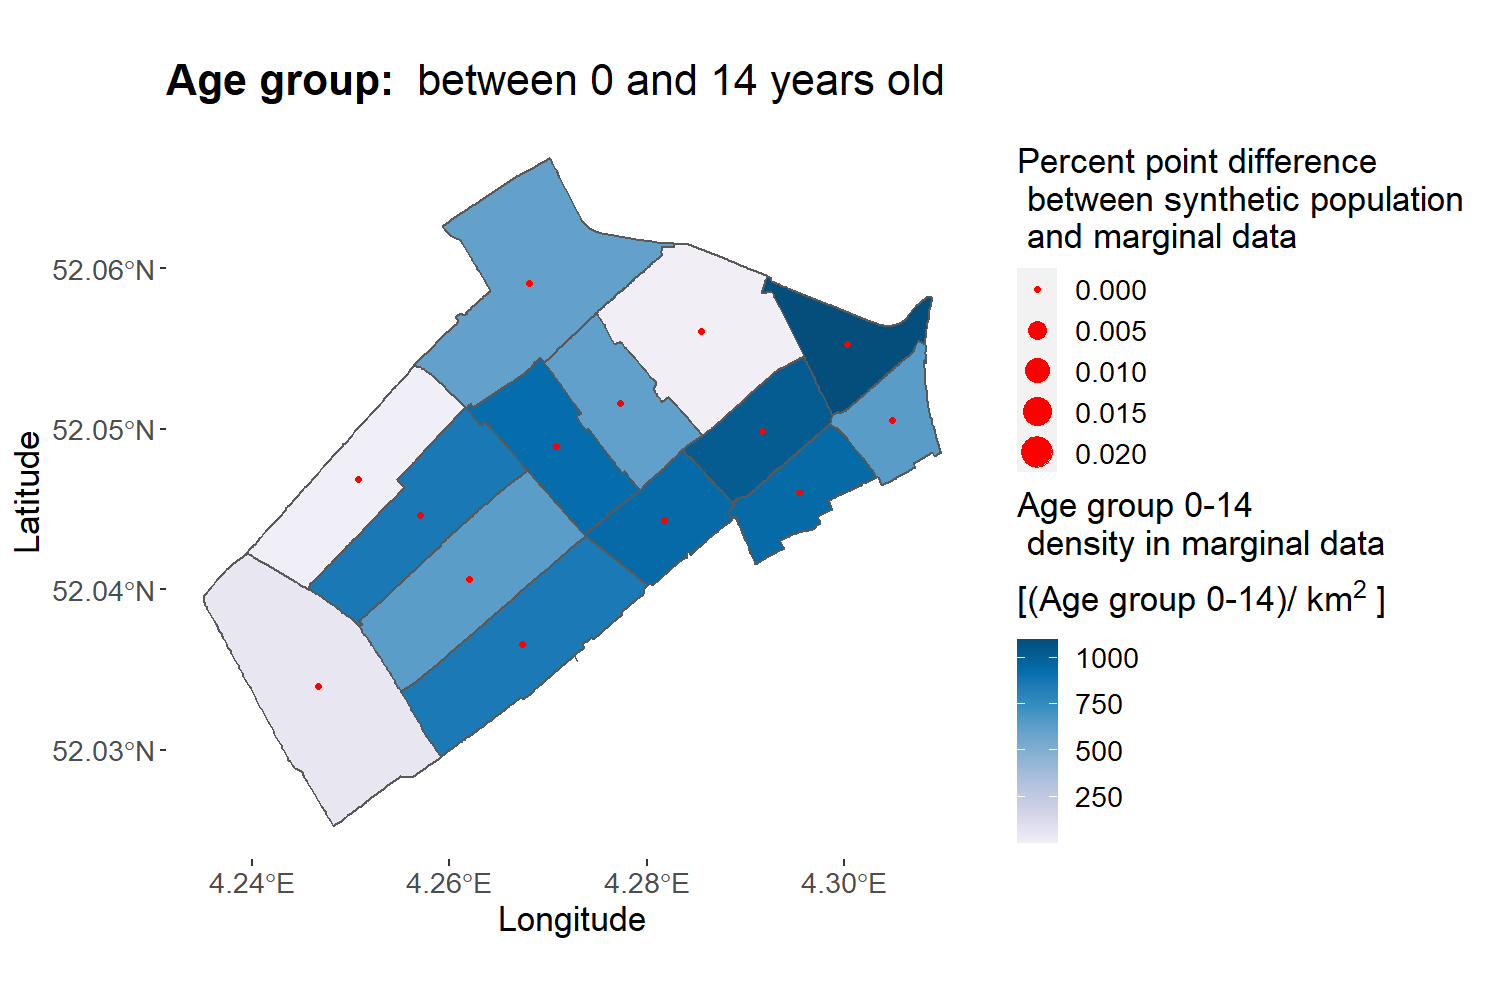 Age group: between 0 and 14 years old
Percent point difference
between synthetic population
and marginal data
0.000
0.005
0.010
0.015
0.020
Age group 0-14
density in marginal data
[(Age group 0-14)/ km² ]
1000
750
500
250
52.06°N
52.05°N
52.04°N
52.03°N
Latitude
4.24°E
4.26°E
4.28°E
4.30°E
Longitude